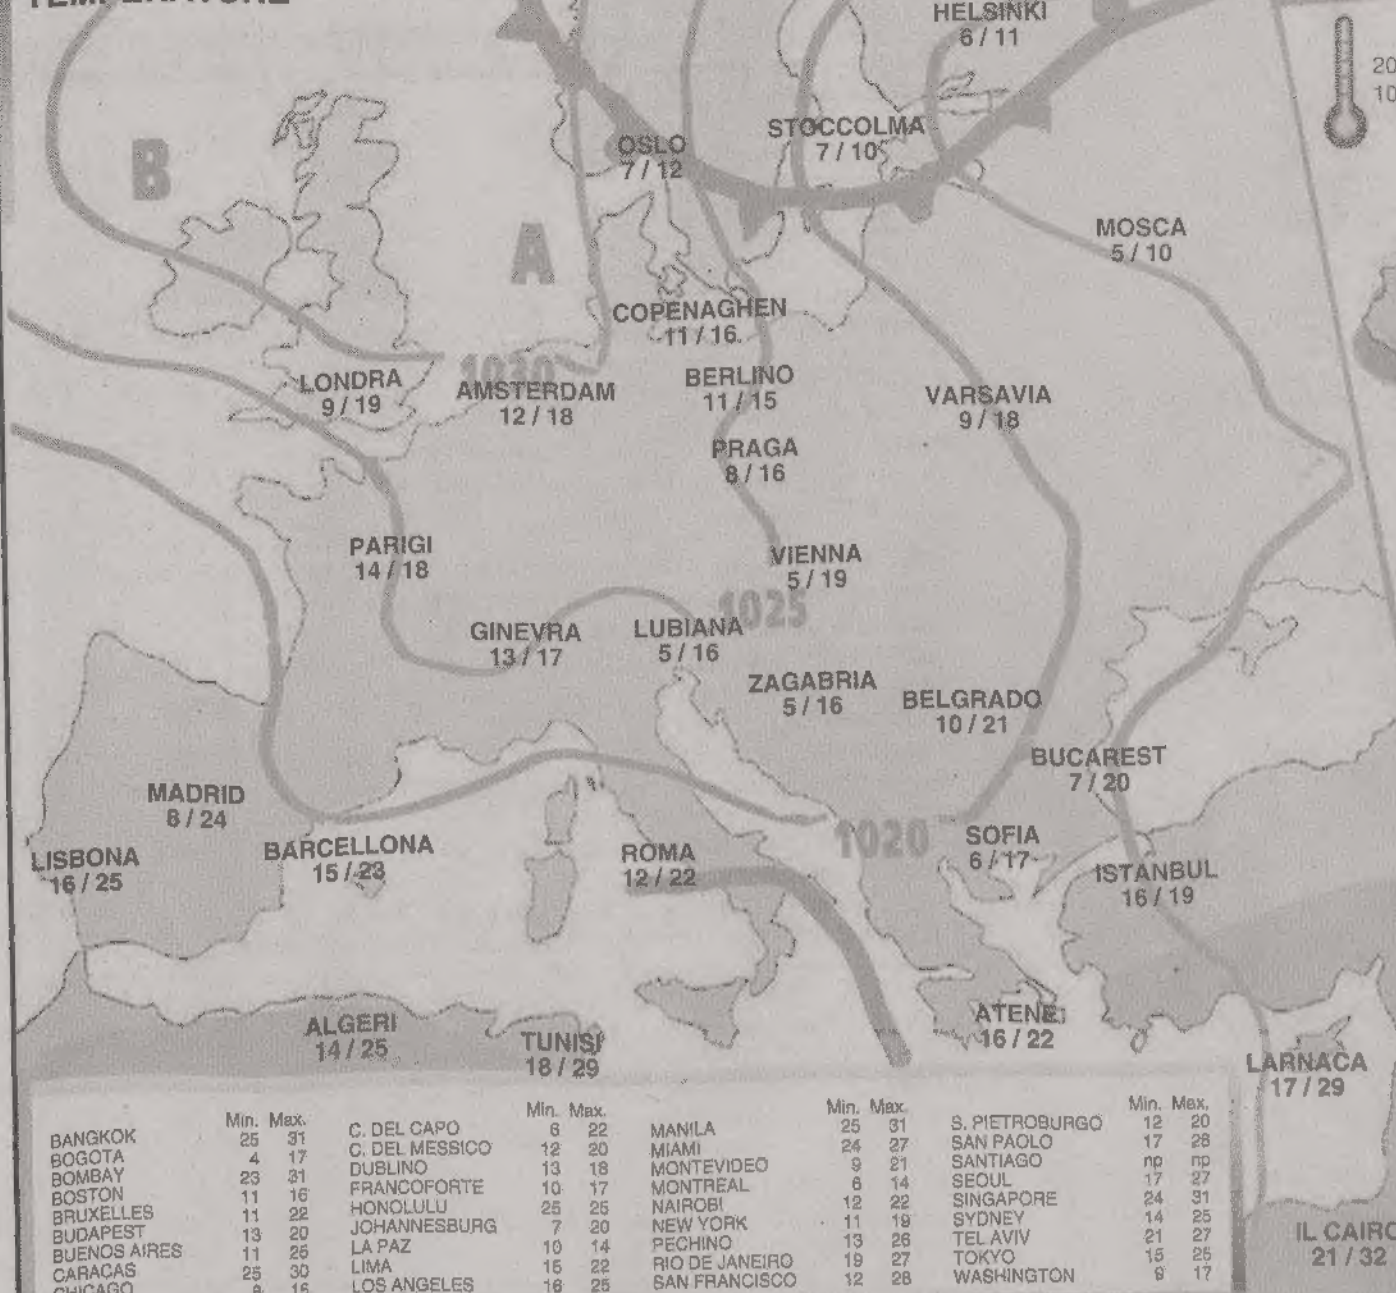 TEMPERATURE
HELSINKI
6 / 11
20
10
STOCCOLMA
7 / 10
OSLO
7 / 12
B
A
MOSCA
5 / 10
COPENAGHEN
11 / 16
1030
LONDRA
9 / 19
AMSTERDAM
12 / 18
BERLINO
11 / 15
VARSAVIA
9 / 18
PRAGA
8 / 16
PARIGI
14 / 18
VIENNA
5 / 19
1025
GINEVRA
13 / 17
LUBIANA
5 / 16
ZAGABRIA
5 / 16
BELGRADO
10 / 21
BUCAREST
7 / 20
MADRID
8 / 24
BARCELLONA
15 / 23
LISBONA
16 / 25
ROMA
12 / 22
1020
SOFIA
6 / 17
ISTANBUL
16 / 19
ALGERI
14 / 25
TUNISI
18 / 29
ATENE
16 / 22
LARNACA
17 / 29
IL CAIRO
21 / 32
Min. Max.
BANGKOK 25 31
BOGOTA 4 17
BOMBAY 23 31
BOSTON 11 16
BRUXELLES 11 22
BUDAPEST 13 20
BUENOS AIRES 11 25
CARACAS 25 30
CHICAGO
Min. Max.
C. DEL CAPO 6 22
C. DEL MESSICO 12 20
DUBLINO 13 18
FRANCOFORTE 10 17
HONOLULU 25 25
JOHANNESBURG 7 20
LA PAZ 10 14
LIMA 15 22
LOS ANGELES 16 25
Min. Max.
MANILA 25 31
MIAMI 24 27
MONTEVIDEO 9 21
MONTREAL 6 14
NAIROBI 12 22
NEW YORK 11 19
PECHINO 13 26
RIO DE JANEIRO 19 27
SAN FRANCISCO 12 28
Min. Max.
S. PIETROBURGO 12 20
SAN PAOLO 17 28
SANTIAGO np np
SEOUL 17 27
SINGAPORE 24 31
SYDNEY 14 25
TEL AVIV 21 27
TOKYO 15 25
WASHINGTON 9 17